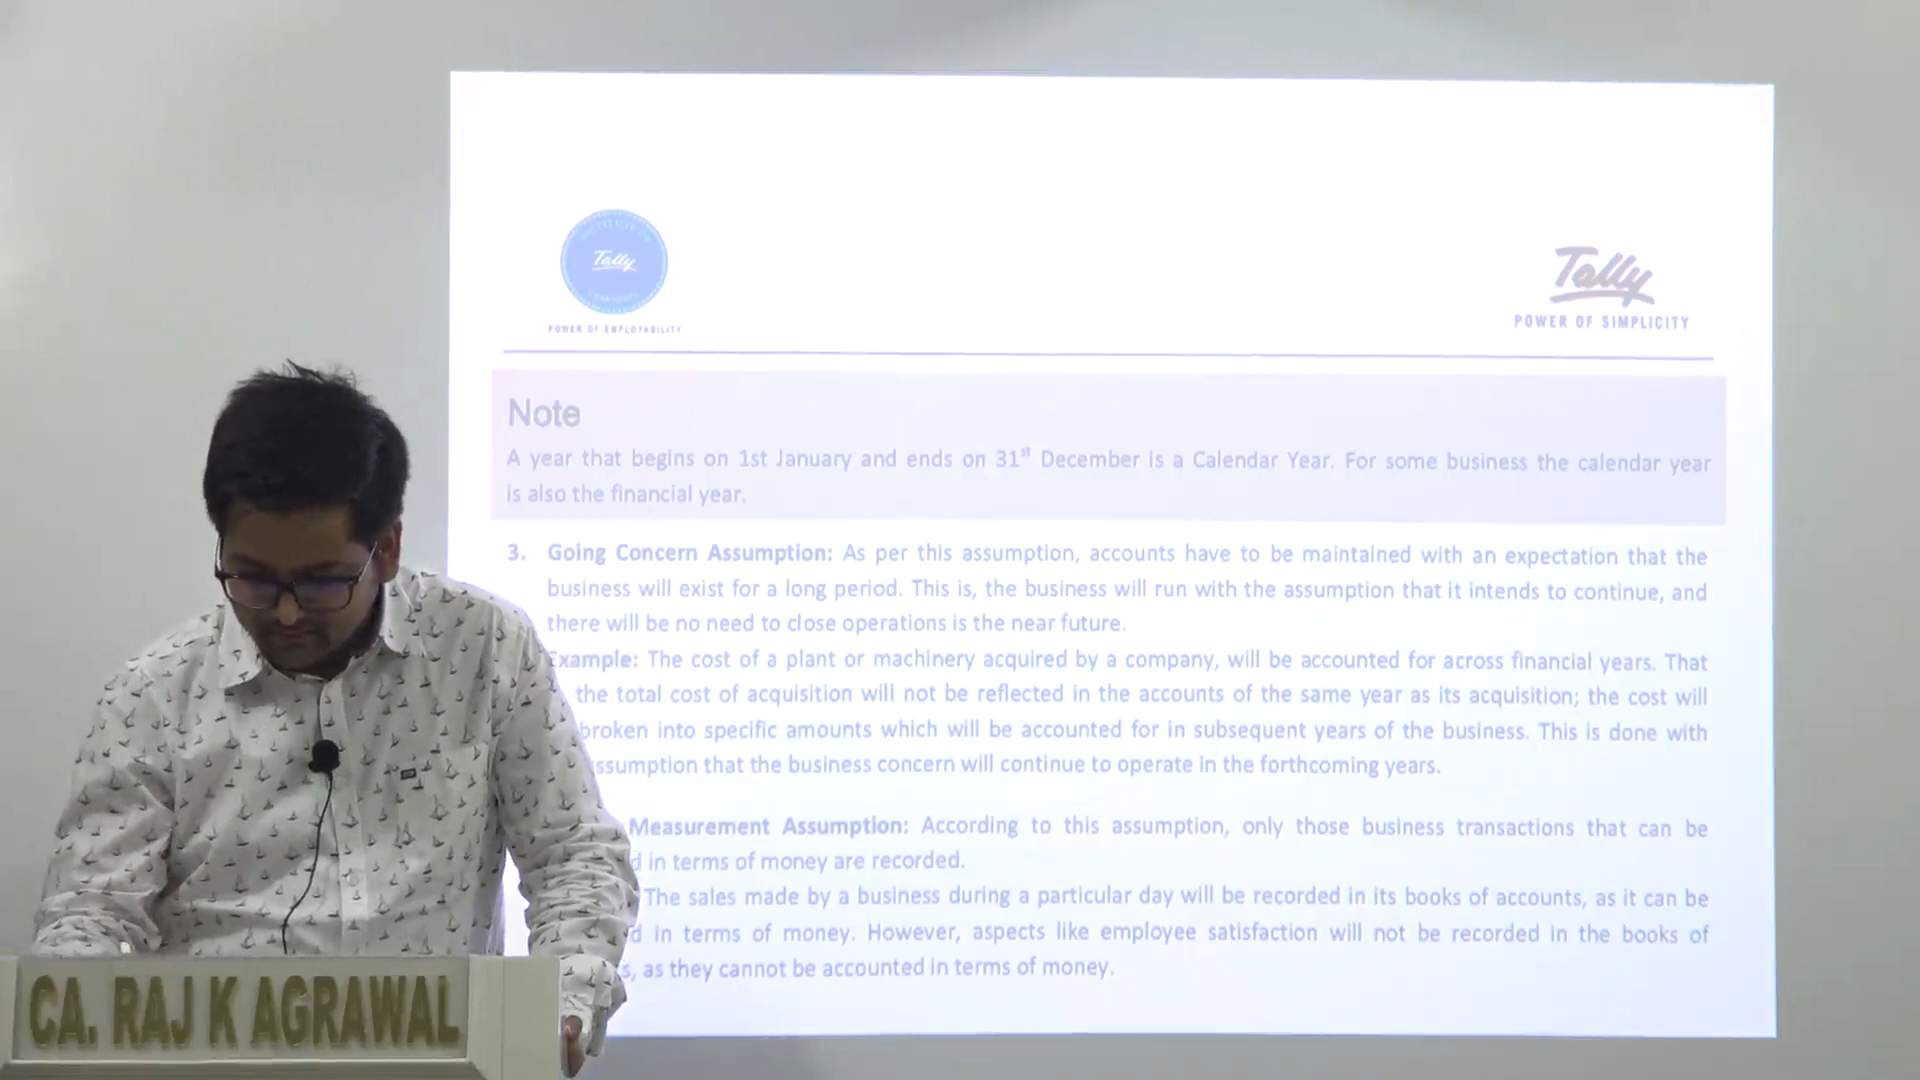 Tally
POWER OF EMPLOYABILITY
Tally
POWER OF SIMPLICITY
Note
A year that begins on 1st January and ends on 31st December is a Calendar Year. For some business the calendar year
is also the financial year.
3. Going Concern Assumption: As per this assumption, accounts have to be maintained with an expectation that the
business will exist for a long period. This is, the business will run with the assumption that it intends to continue, and
there will be no need to close operations is the near future.
Example: The cost of a plant or machinery acquired by a company, will be accounted for across financial years. That
the total cost of acquisition will not be reflected in the accounts of the same year as its acquisition; the cost will
broken into specific amounts which will be accounted for in subsequent years of the business. This is done with
ssumption that the business concern will continue to operate in the forthcoming years.
Measurement Assumption: According to this assumption, only those business transactions that can be
d in terms of money are recorded.
The sales made by a business during a particular day will be recorded in its books of accounts, as it can be
d in terms of money. However, aspects like employee satisfaction will not be recorded in the books of
s, as they cannot be accounted in terms of money.
CA. RAJ K AGRAWAL